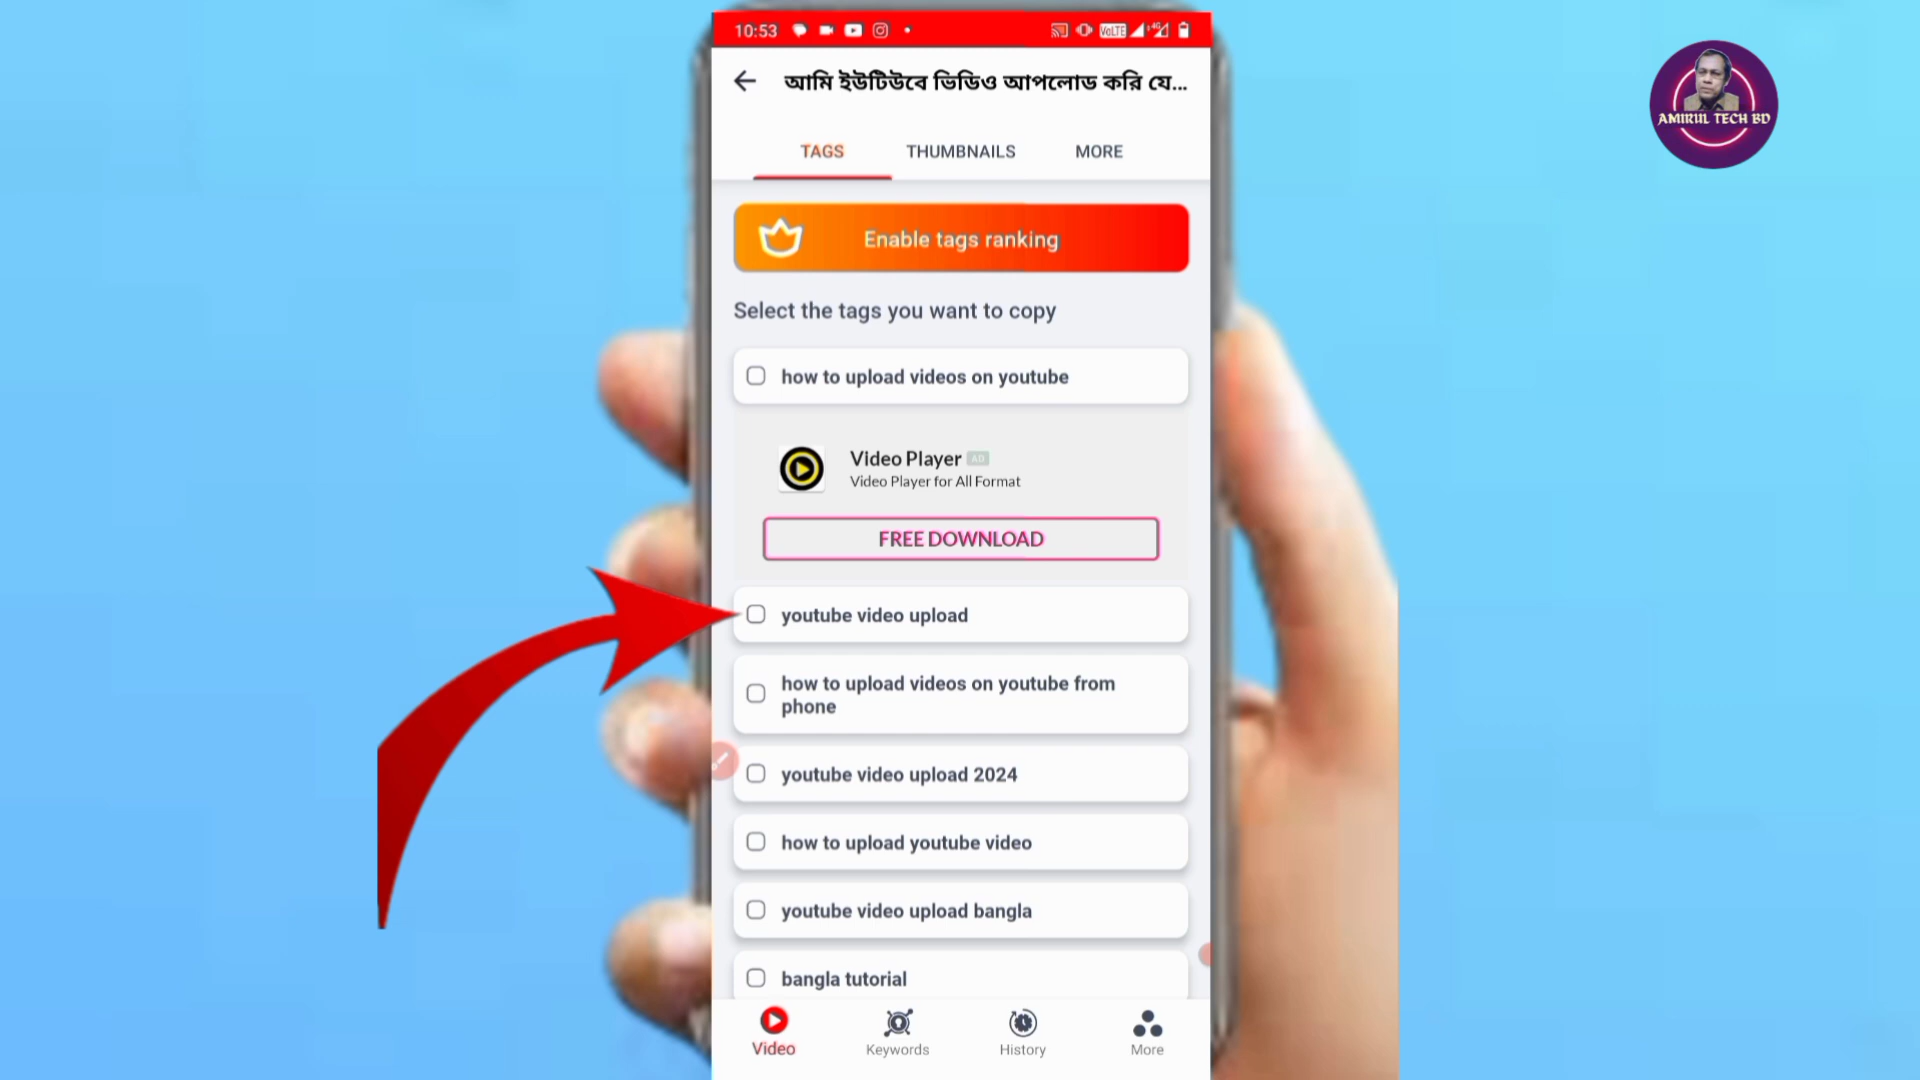 10:53
VoLTE
4G
আমি ইউটিউবে ভিডিও আপলোড করি যে...
AMIRUL TECH BD
TAGS THUMBNAILS MORE
Enable tags ranking
Select the tags you want to copy
how to upload videos on youtube
Video Player AD
Video Player for All Format
FREE DOWNLOAD
youtube video upload
how to upload videos on youtube from
phone
youtube video upload 2024
how to upload youtube video
youtube video upload bangla
bangla tutorial
Video Keywords History More